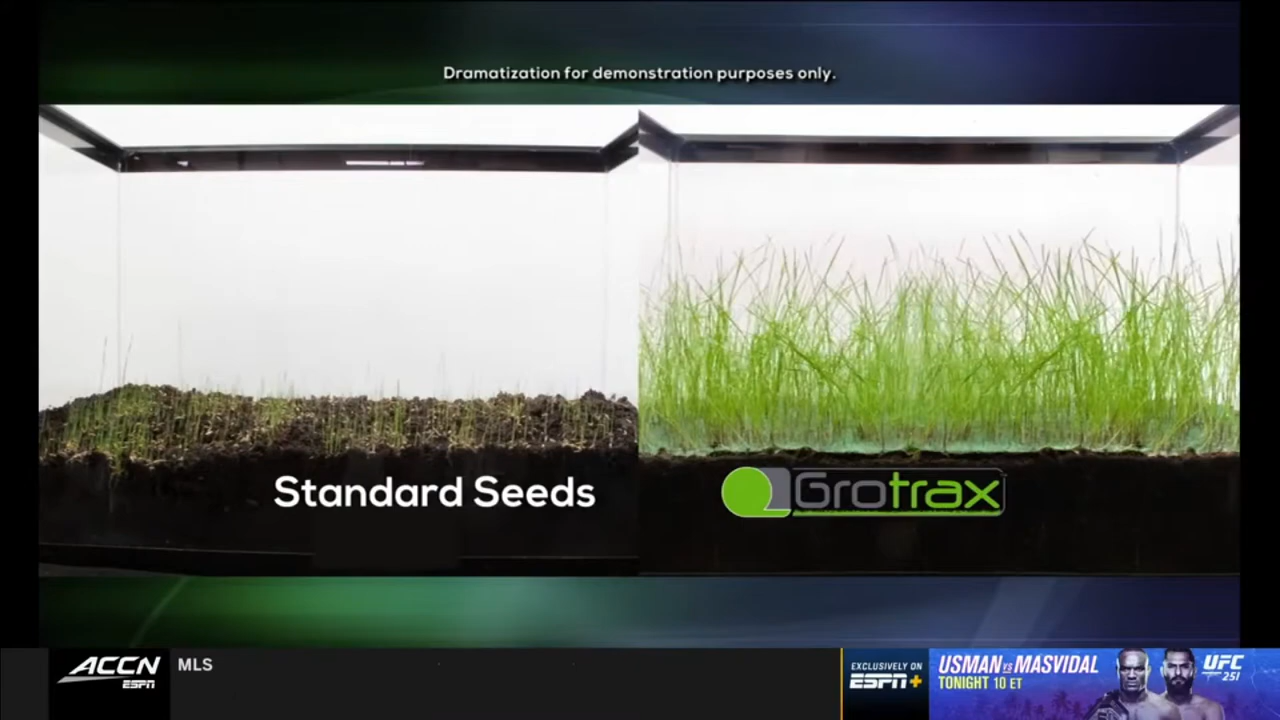 Dramatization for demonstration purposes only.
Standard Seeds
Grotrax
ACCN
ESPN
MLS
EXCLUSIVELY ON
ESPN+
USMAN VS MASVIDAL
TONIGHT 10 ET
UFC
251